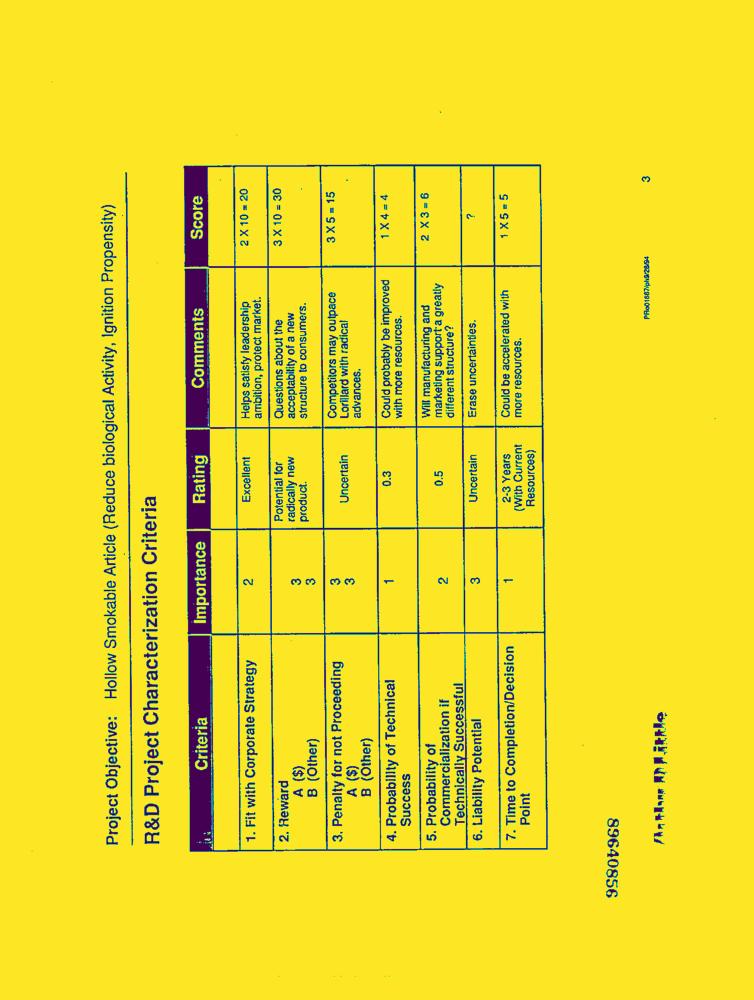 Project Objective: Hollow Smokable Article (Reduce biological Activity, Ignition Propensity)
R&D Project Characterization Criteria
Criteria Importance Rating Comments Score
1. Fit with Corporate Strategy 2 Excellent Helps satisfy leadership ambition, protect market. 2 X 10 = 20
2. Reward
A ($) 3
B (Other) 3
Potential for radically new product.
Questions about the acceptability of a new structure to consumers.
3 X 10 = 30
3. Penalty for not Proceeding
A ($) 3
B (Other) 3
Uncertain
Competitors may outpace Lorillard with radical advances.
3 X 5 = 15
4. Probability of Technical Success 1 0.3 Could probably be improved with more resources. 1 X 4 = 4
5. Probability of Commercialization if Technically Successful 2 0.5 Will manufacturing and marketing support a greatly different structure? 2 X 3 = 6
6. Liability Potential 3 Uncertain Erase uncertainties. ?
7. Time to Completion/Decision Point 1 2-3 Years (With Current Resources) Could be accelerated with more resources. 1 X 5 = 5
89640856
3